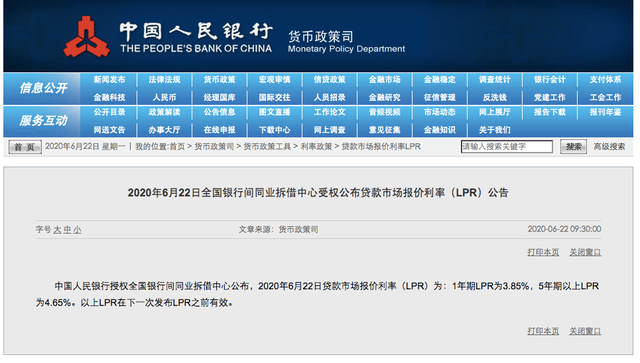 中国人民银行 货币政策司
THE PEOPLE'S BANK OF CHINA Monetary Policy Department
信息公开 新闻发布 法律法规 货币政策 宏观审慎 信贷政策 金融市场 金融稳定 调查统计 银行会计 支付体系
金融科技 人民币 经理国库 国际交往 人员招录 金融研究 征信管理 反洗钱 党建工作 工会工作
服务互动 公开目录 政策解读 公告信息 图文直播 工作论文 音频视频 市场动态 网上展厅 报告下载 报刊年鉴
网送文告 办事大厅 在线申报 下载中心 网上调查 意见征集 金融知识 关于我们
首 页 2020年6月22日 星期一 | 我的位置:首页 > 货币政策司 > 货币政策工具 > 利率政策 > 贷款市场报价利率LPR 请输入搜索关键字 搜索 高级搜索
2020年6月22日全国银行间同业拆借中心受权公布贷款市场报价利率（LPR）公告
字号 大 中 小 文章来源：货币政策司 2020-06-22 09:30:00
打印本页 关闭窗口
中国人民银行授权全国银行间同业拆借中心公布，2020年6月22日贷款市场报价利率（LPR）为：1年期LPR为3.85%，5年期以上LPR
为4.65%。以上LPR在下一次发布LPR之前有效。
打印本页 关闭窗口